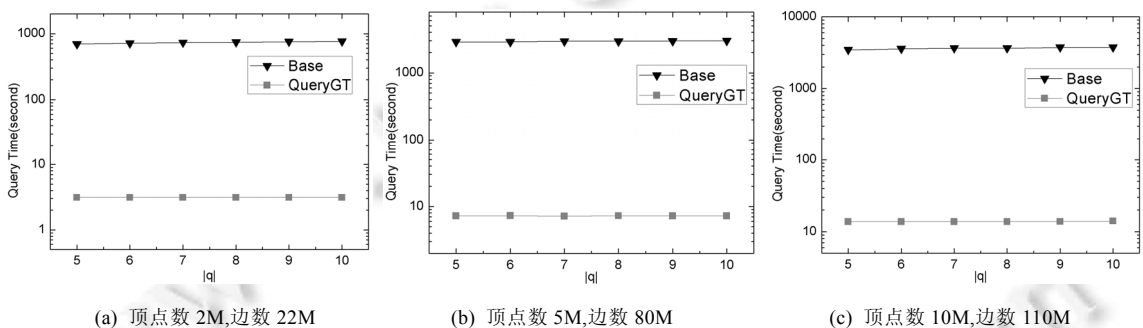 1000
100
10
1
Query Time(second)
Base
QueryGT
5 6 7 8 9 10
|q|
(a) 顶点数 2M,边数 22M
1000
100
10
Query Time(second)
Base
QueryGT
5 6 7 8 9 10
|q|
(b) 顶点数 5M,边数 80M
10000
1000
100
10
Query Time(second)
Base
QueryGT
5 6 7 8 9 10
|q|
(c) 顶点数 10M,边数 110M